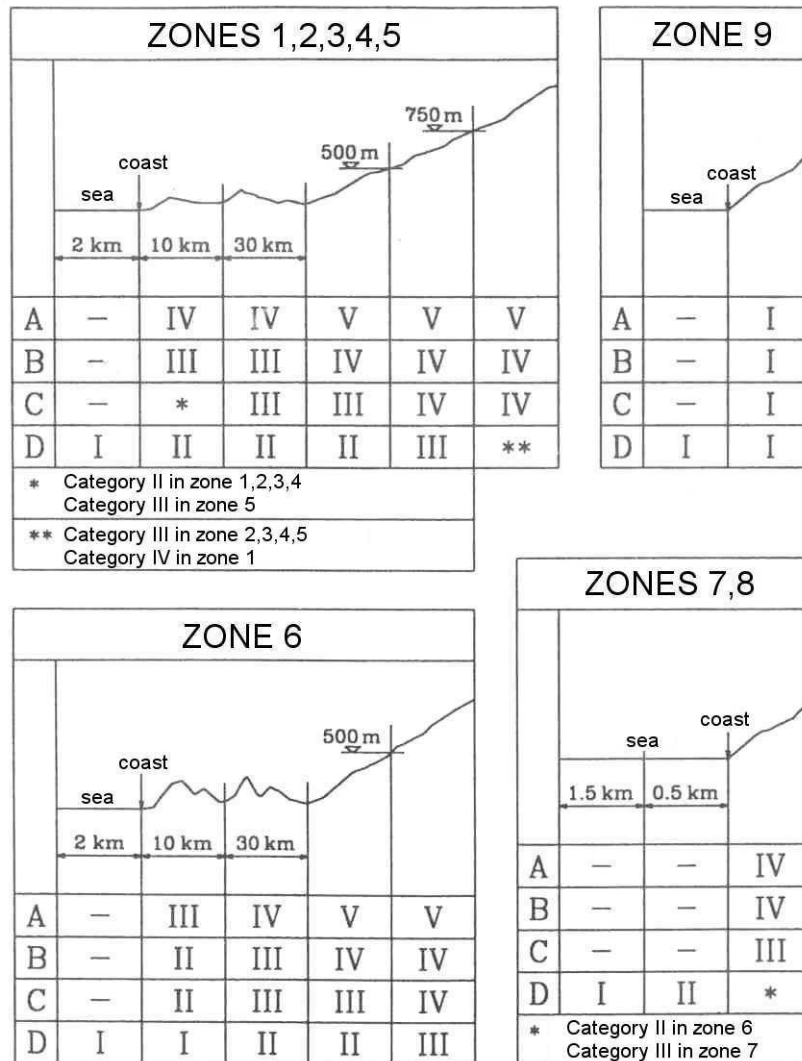 ZONES 1,2,3,4,5
750 m
500 m
coast
sea
2 km 10 km 30 km
A – IV IV V V V
B – III III IV IV IV
C – * III III IV IV
D I II II II III **
* Category II in zone 1,2,3,4
Category III in zone 5
** Category III in zone 2,3,4,5
Category IV in zone 1
ZONE 9
coast
sea
A – I
B – I
C – I
D I I
ZONE 6
500 m
coast
sea
2 km 10 km 30 km
A – III IV V V
B – II III IV IV
C – II III III IV
D I I II II III
ZONES 7,8
coast
sea
1.5 km 0.5 km
A – – IV
B – – IV
C – – III
D I II *
* Category II in zone 6
Category III in zone 7